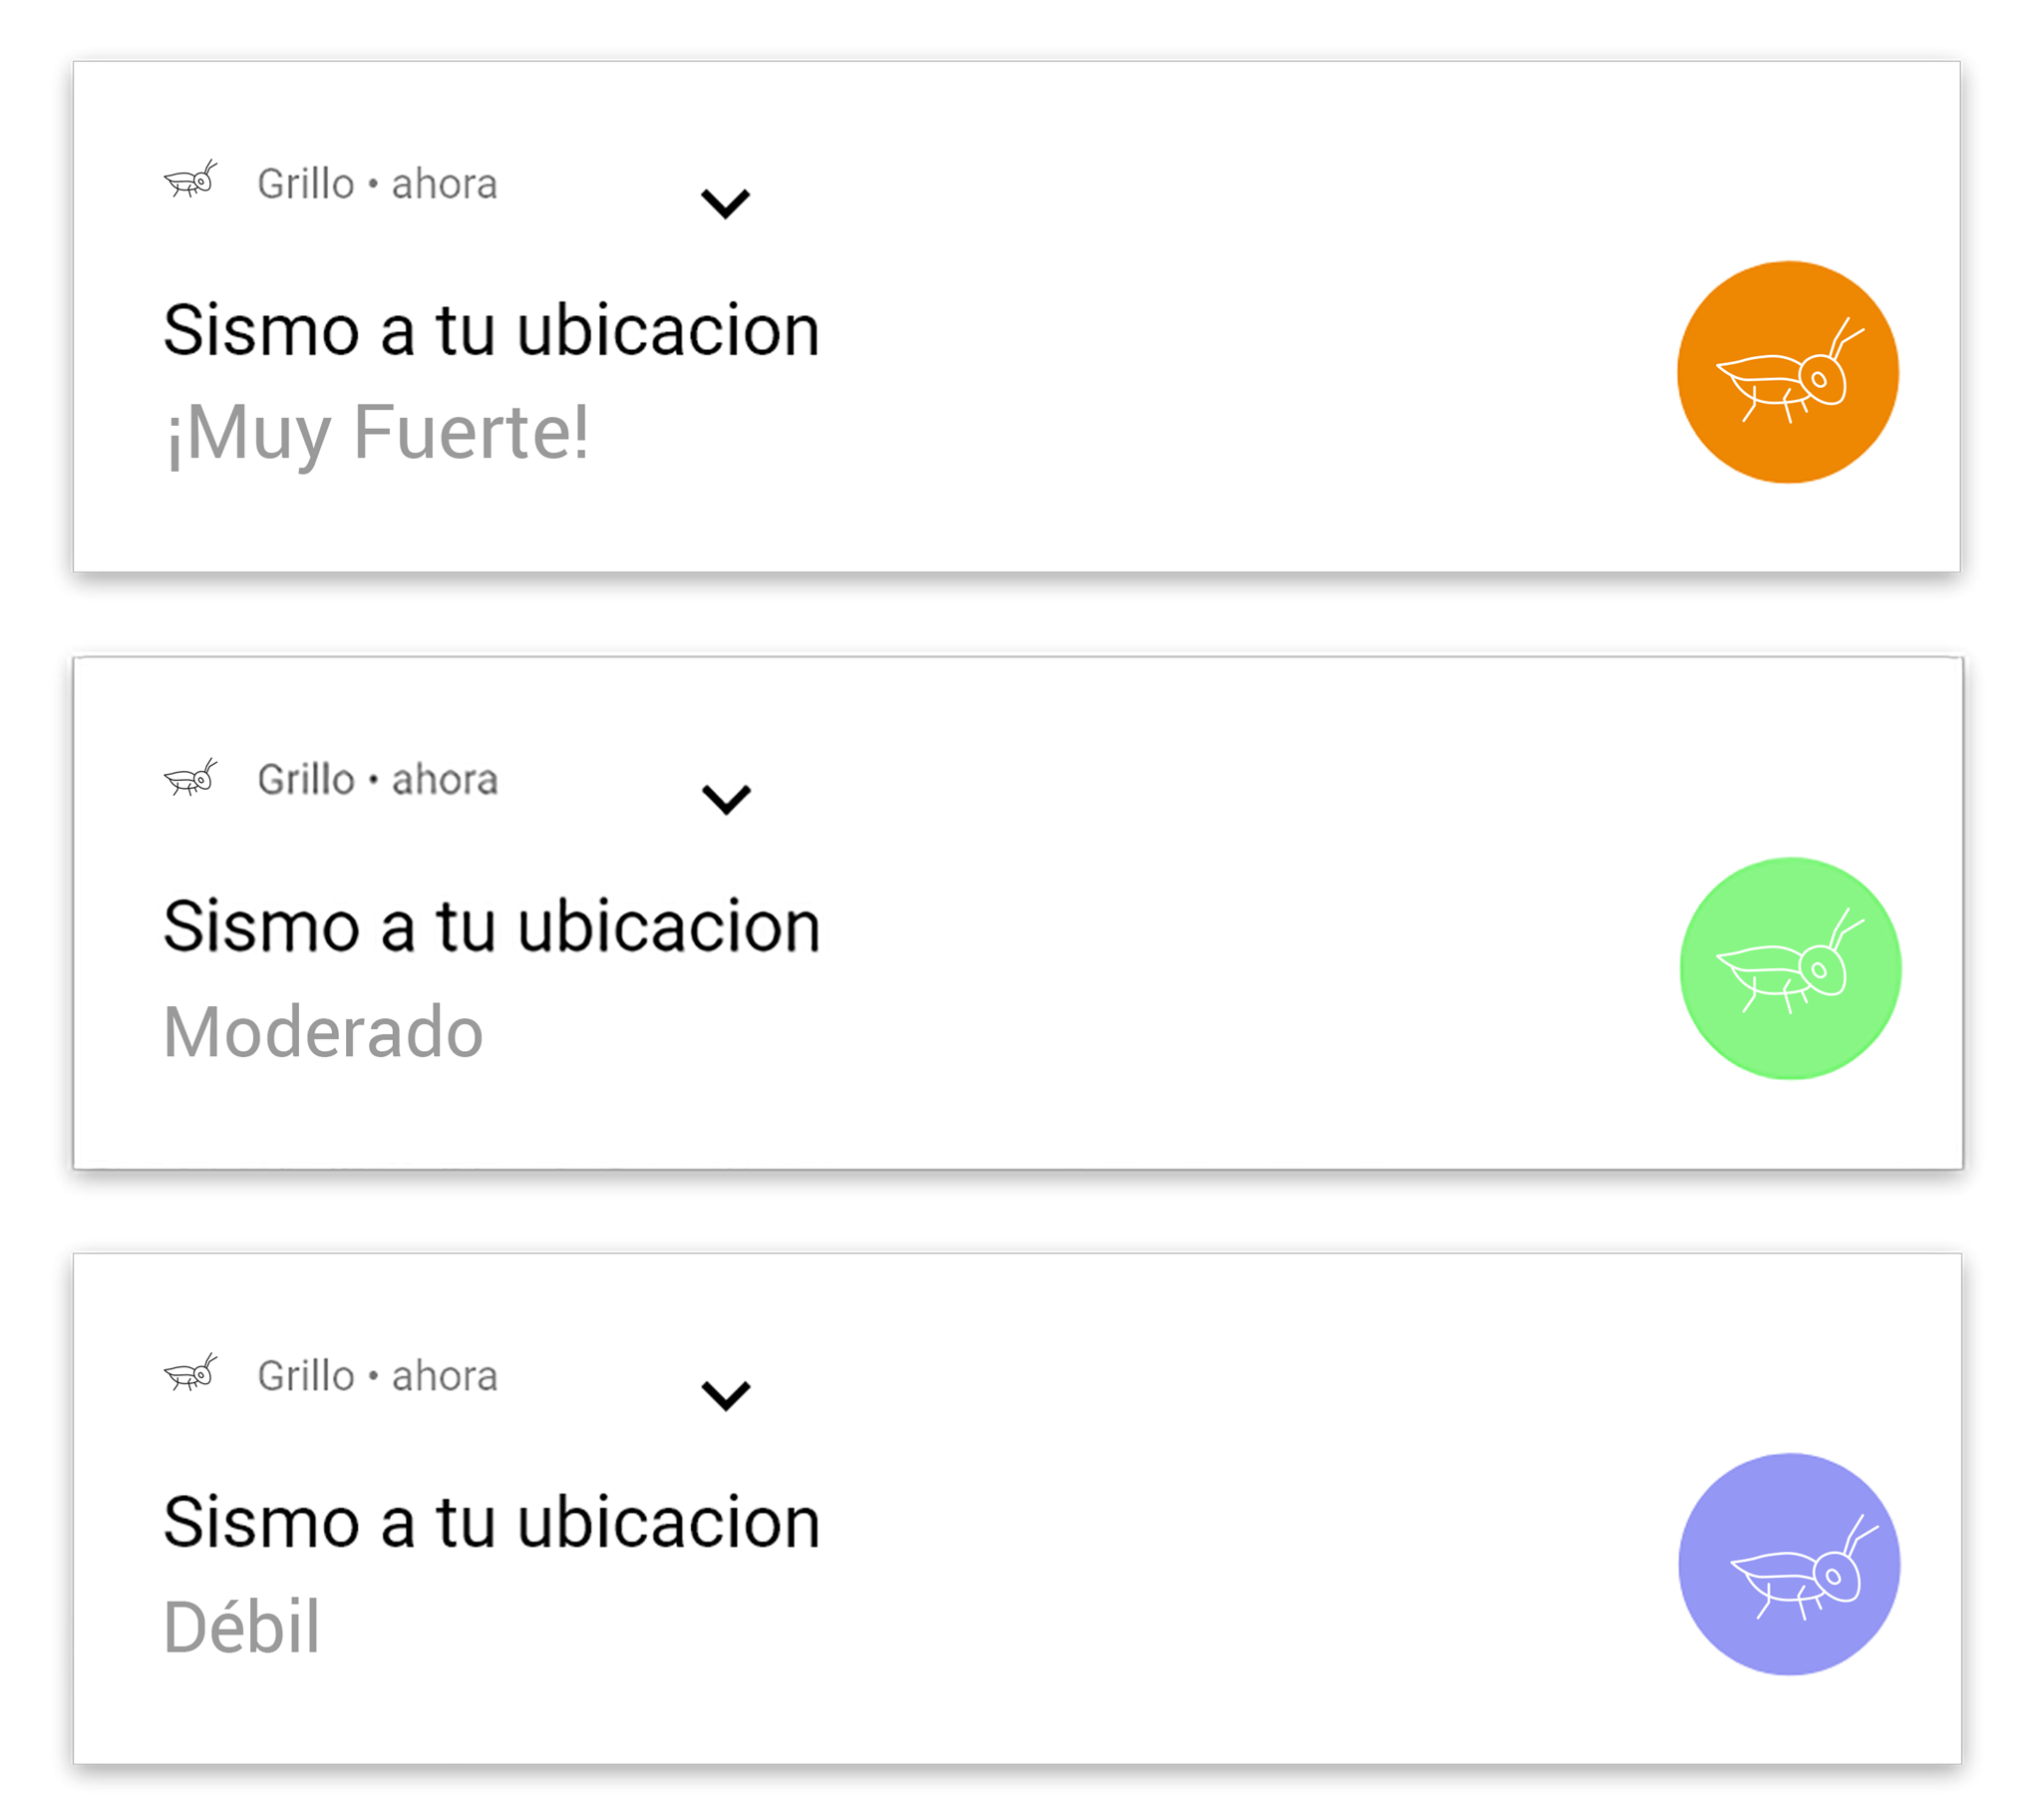 Grillo • ahora
Sismo a tu ubicacion
¡Muy Fuerte!
Grillo • ahora
Sismo a tu ubicacion
Moderado
Grillo • ahora
Sismo a tu ubicacion
Débil